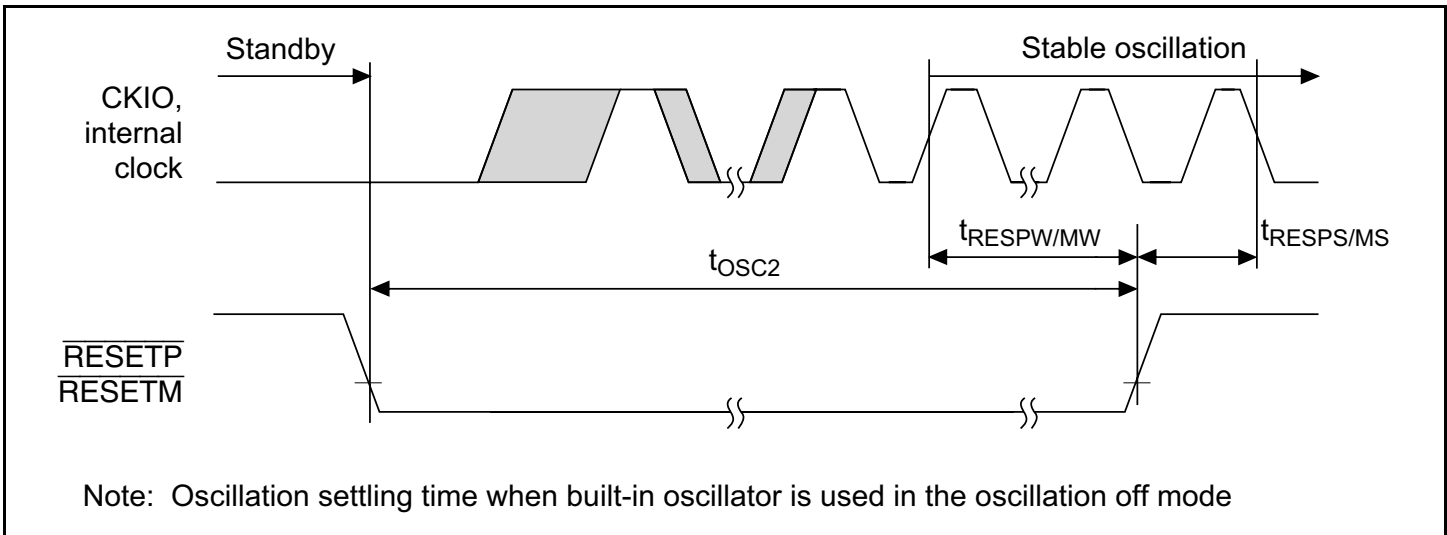 Standby
Stable oscillation
CKIO,
internal
clock
tRESPW/MW
tRESPS/MS
tOSC2
RESETP
RESETM
Note: Oscillation settling time when built-in oscillator is used in the oscillation off mode